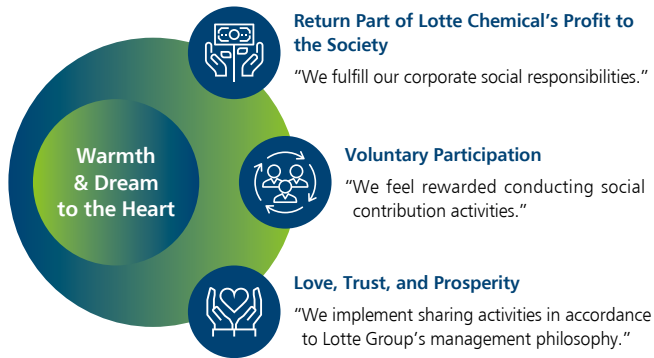 Warmth
& Dream
to the Heart
Return Part of Lotte Chemical’s Profit to
the Society
“We fulfill our corporate social responsibilities.”
Voluntary Participation
“We feel rewarded conducting social
contribution activities.”
Love, Trust, and Prosperity
“We implement sharing activities in accordance
to Lotte Group’s management philosophy.”